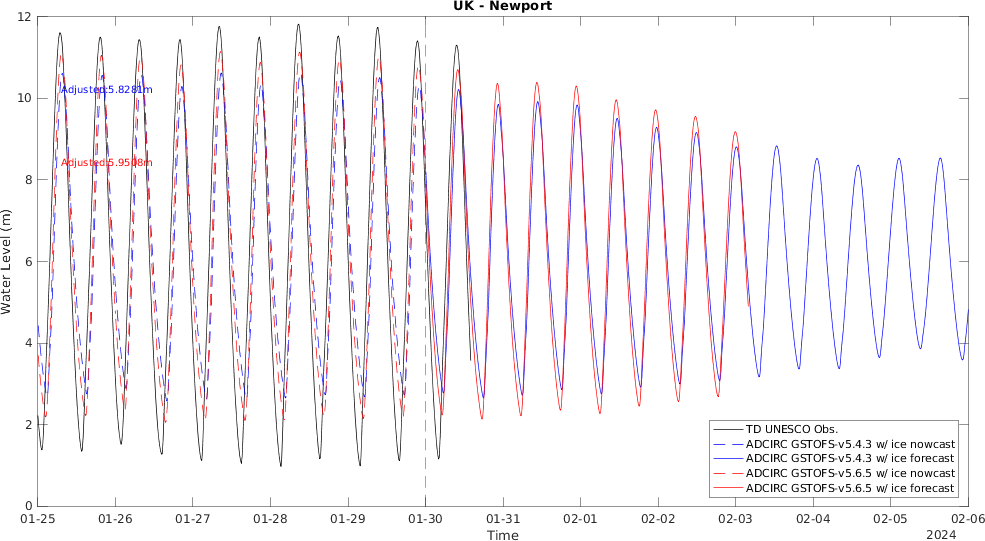 UK - Newport
Water Level (m)
12
10
8
6
4
2
0
Adjusted:5.8281m
Adjusted:5.9508m
TD UNESCO Obs.
ADCIRC GSTOFS-v5.4.3 w/ ice nowcast
ADCIRC GSTOFS-v5.4.3 w/ ice forecast
ADCIRC GSTOFS-v5.6.5 w/ ice nowcast
ADCIRC GSTOFS-v5.6.5 w/ ice forecast
01-25 01-26 01-27 01-28 01-29 01-30 01-31 02-01 02-02 02-03 02-04 02-05 02-06
Time
2024